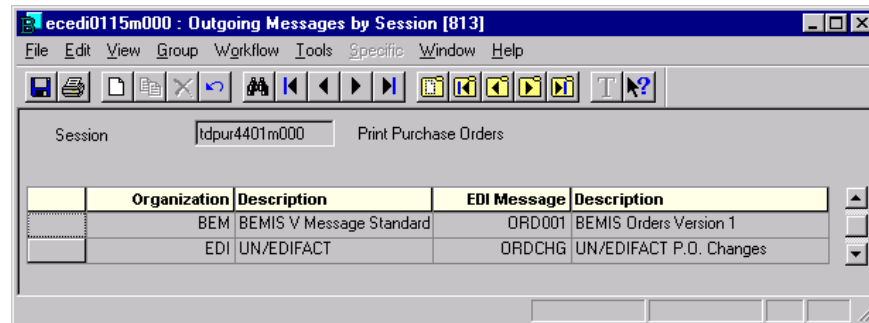 B ecedi0115m000 : Outgoing Messages by Session [813]
File Edit View Group Workflow Tools Specific Window Help
T ?
Session tdpur4401m000 Print Purchase Orders
Organization Description EDI Message Description
BEM BEMIS V Message Standard ORD001 BEMIS Orders Version 1
EDI UN/EDIFACT ORDCHG UN/EDIFACT P.O. Changes